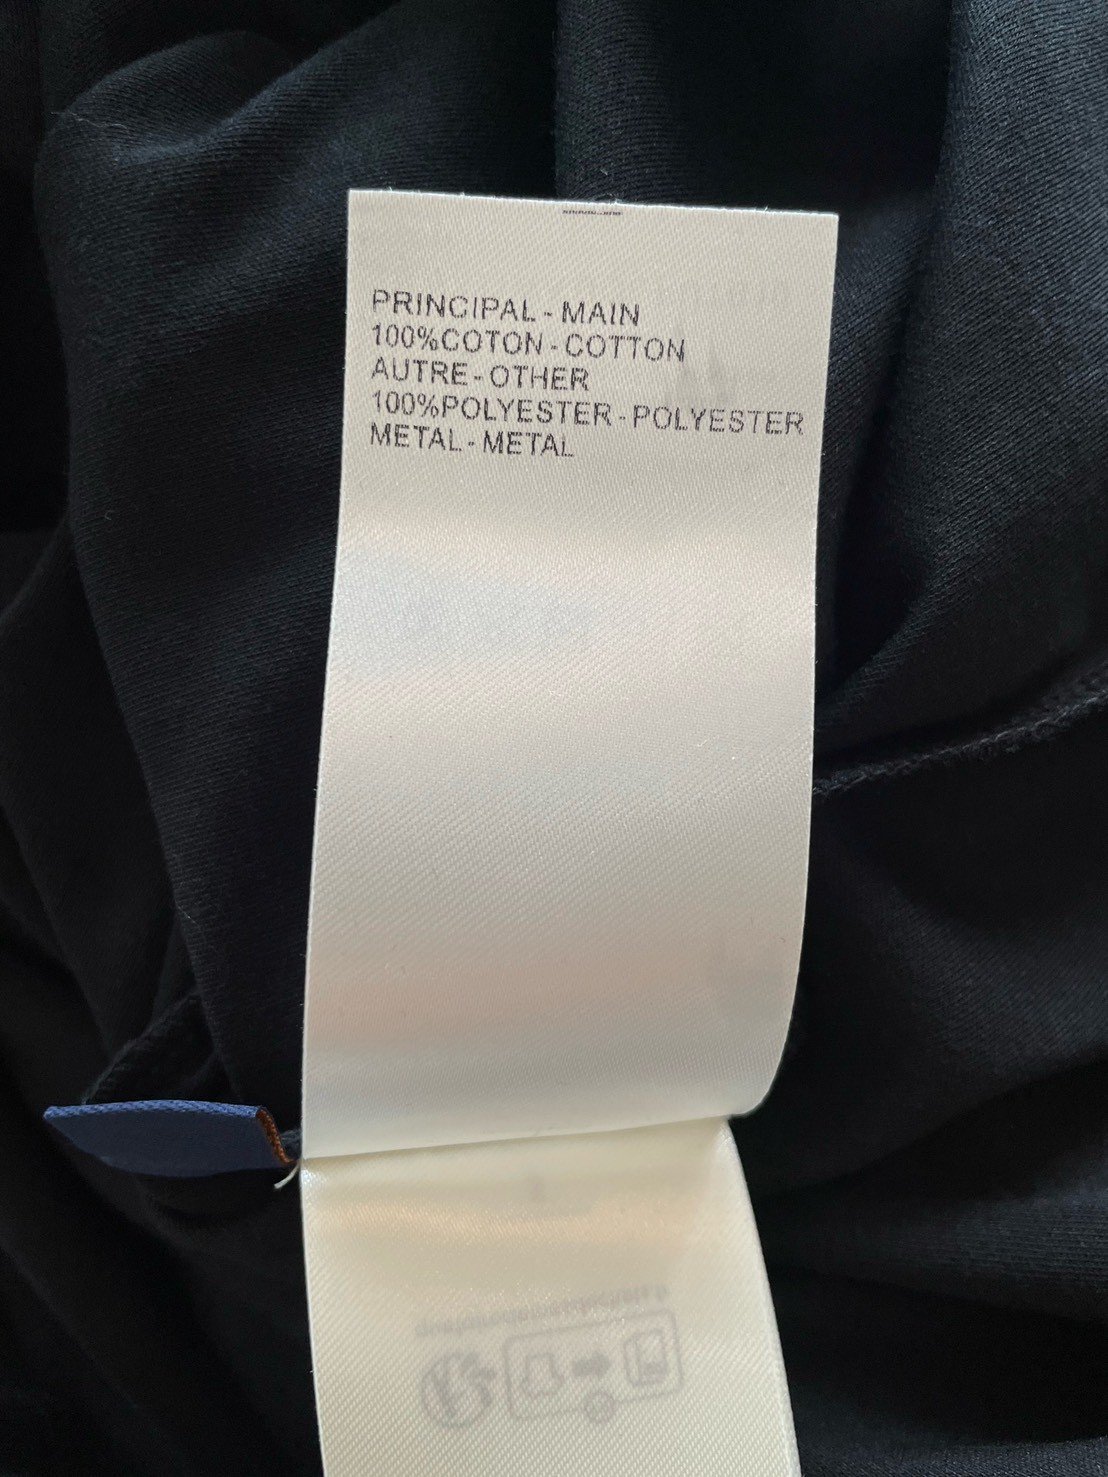 PRINCIPAL - MAIN
100%COTON - COTTON
AUTRE - OTHER
100%POLYESTER - POLYESTER
METAL - METAL